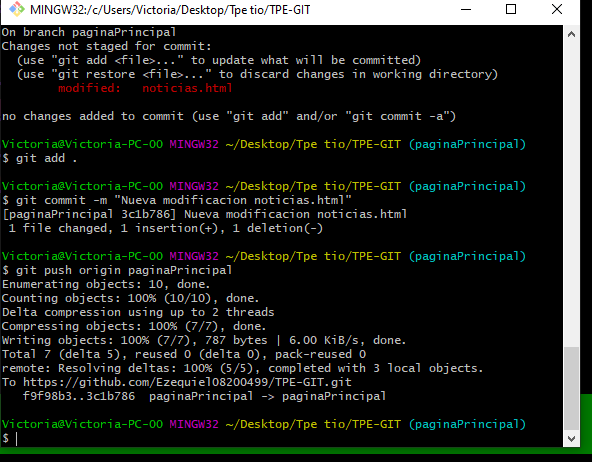 MINGW32:/c/Users/Victoria/Desktop/Tpe tio/TPE-GIT
On branch paginaPrincipal
Changes not staged for commit:
  (use "git add <file>..." to update what will be committed)
  (use "git restore <file>..." to discard changes in working directory)
        modified:   noticias.html

no changes added to commit (use "git add" and/or "git commit -a")

Victoria@Victoria-PC-00 MINGW32 ~/Desktop/Tpe tio/TPE-GIT (paginaPrincipal)
$ git add .

Victoria@Victoria-PC-00 MINGW32 ~/Desktop/Tpe tio/TPE-GIT (paginaPrincipal)
$ git commit -m "Nueva modificacion noticias.html"
[paginaPrincipal 3c1b786] Nueva modificacion noticias.html
 1 file changed, 1 insertion(+), 1 deletion(-)

Victoria@Victoria-PC-00 MINGW32 ~/Desktop/Tpe tio/TPE-GIT (paginaPrincipal)
$ git push origin paginaPrincipal
Enumerating objects: 10, done.
Counting objects: 100% (10/10), done.
Delta compression using up to 2 threads
Compressing objects: 100% (7/7), done.
Writing objects: 100% (7/7), 787 bytes | 6.00 KiB/s, done.
Total 7 (delta 5), reused 0 (delta 0), pack-reused 0
remote: Resolving deltas: 100% (5/5), completed with 3 local objects.
To https://github.com/Ezequiel08200499/TPE-GIT.git
   f9f98b3..3c1b786  paginaPrincipal -> paginaPrincipal

Victoria@Victoria-PC-00 MINGW32 ~/Desktop/Tpe tio/TPE-GIT (paginaPrincipal)
$